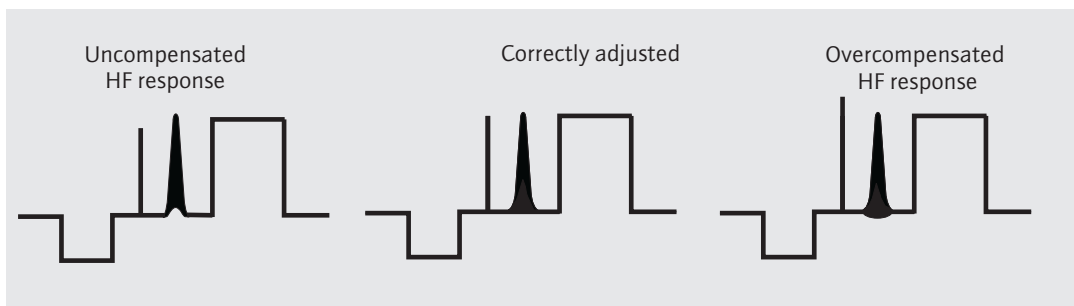 Uncompensated
HF response
Correctly adjusted
Overcompensated
HF response